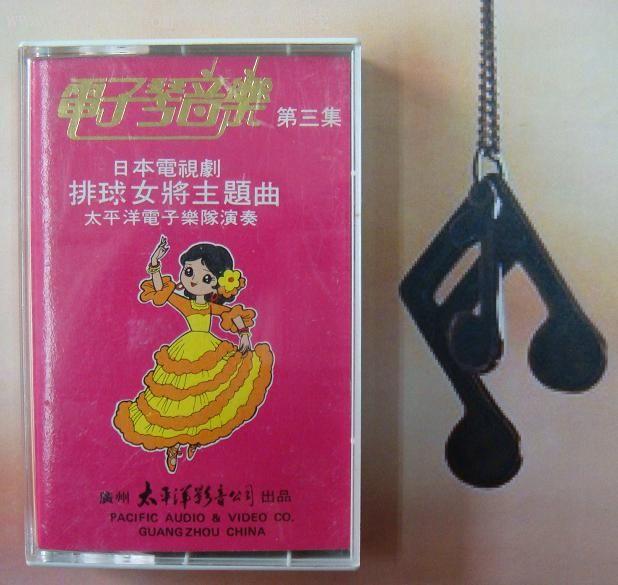 電子琴音樂 第三集
日本電視劇
排球女將主題曲
太平洋電子樂隊演奏
廣州 太平洋影音公司 出品
PACIFIC AUDIO & VIDEO CO.
GUANGZHOU CHINA